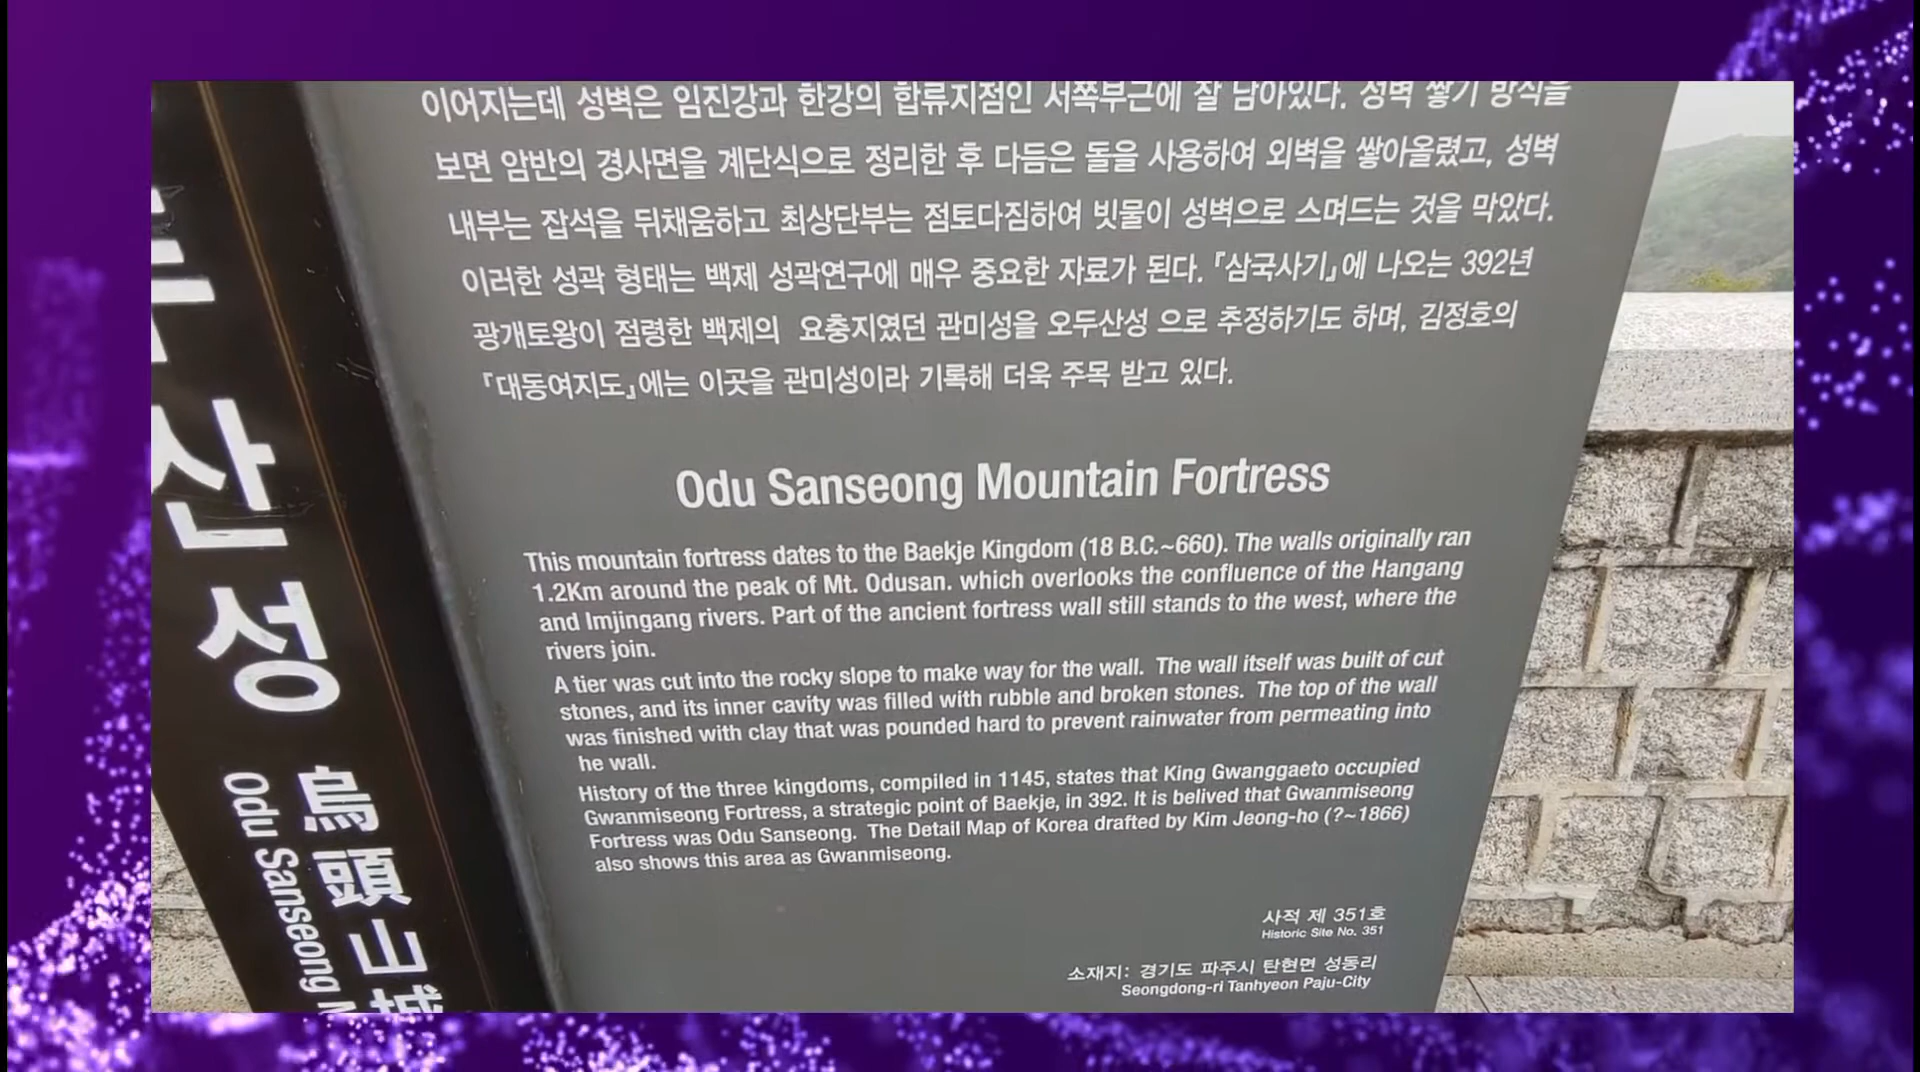 이어지는데 성벽은 임진강과 한강의 합류지점인 서쪽부근에 잘 남아있다. 성벽 쌓기 방식을
보면 암반의 경사면을 계단식으로 정리한 후 다듬은 돌을 사용하여 외벽을 쌓아올렸고, 성벽
내부는 잡석을 뒤채움하고 최상단부는 점토다짐하여 빗물이 성벽으로 스며드는 것을 막았다.
이러한 성곽 형태는 백제 성곽연구에 매우 중요한 자료가 된다.『삼국사기』에 나오는 392년
광개토왕이 점령한 백제의 요충지였던 관미성을 오두산성 으로 추정하기도 하며, 김정호의
『대동여지도』에는 이곳을 관미성이라 기록해 더욱 주목 받고 있다.
Odu Sanseong Mountain Fortress
This mountain fortress dates to the Baekje Kingdom (18 B.C.~660). The walls originally ran
1.2Km around the peak of Mt. Odusan. which overlooks the confluence of the Hangang
and Imjingang rivers. Part of the ancient fortress wall still stands to the west, where the
rivers join.
A tier was cut into the rocky slope to make way for the wall. The wall itself was built of cut
stones, and its inner cavity was filled with rubble and broken stones. The top of the wall
was finished with clay that was pounded hard to prevent rainwater from permeating into
he wall.
History of the three kingdoms, compiled in 1145, states that King Gwanggaeto occupied
Gwanmiseong Fortress, a strategic point of Baekje, in 392. It is belived that Gwanmiseong
Fortress was Odu Sanseong. The Detail Map of Korea drafted by Kim Jeong-ho (?~1866)
also shows this area as Gwanmiseong.
사적 제 351호
Historic Site No. 351
소재지: 경기도 파주시 탄현면 성동리
Seongdong-ri Tanhyeon Paju-City
산성
烏頭山城
Odu Sanseong